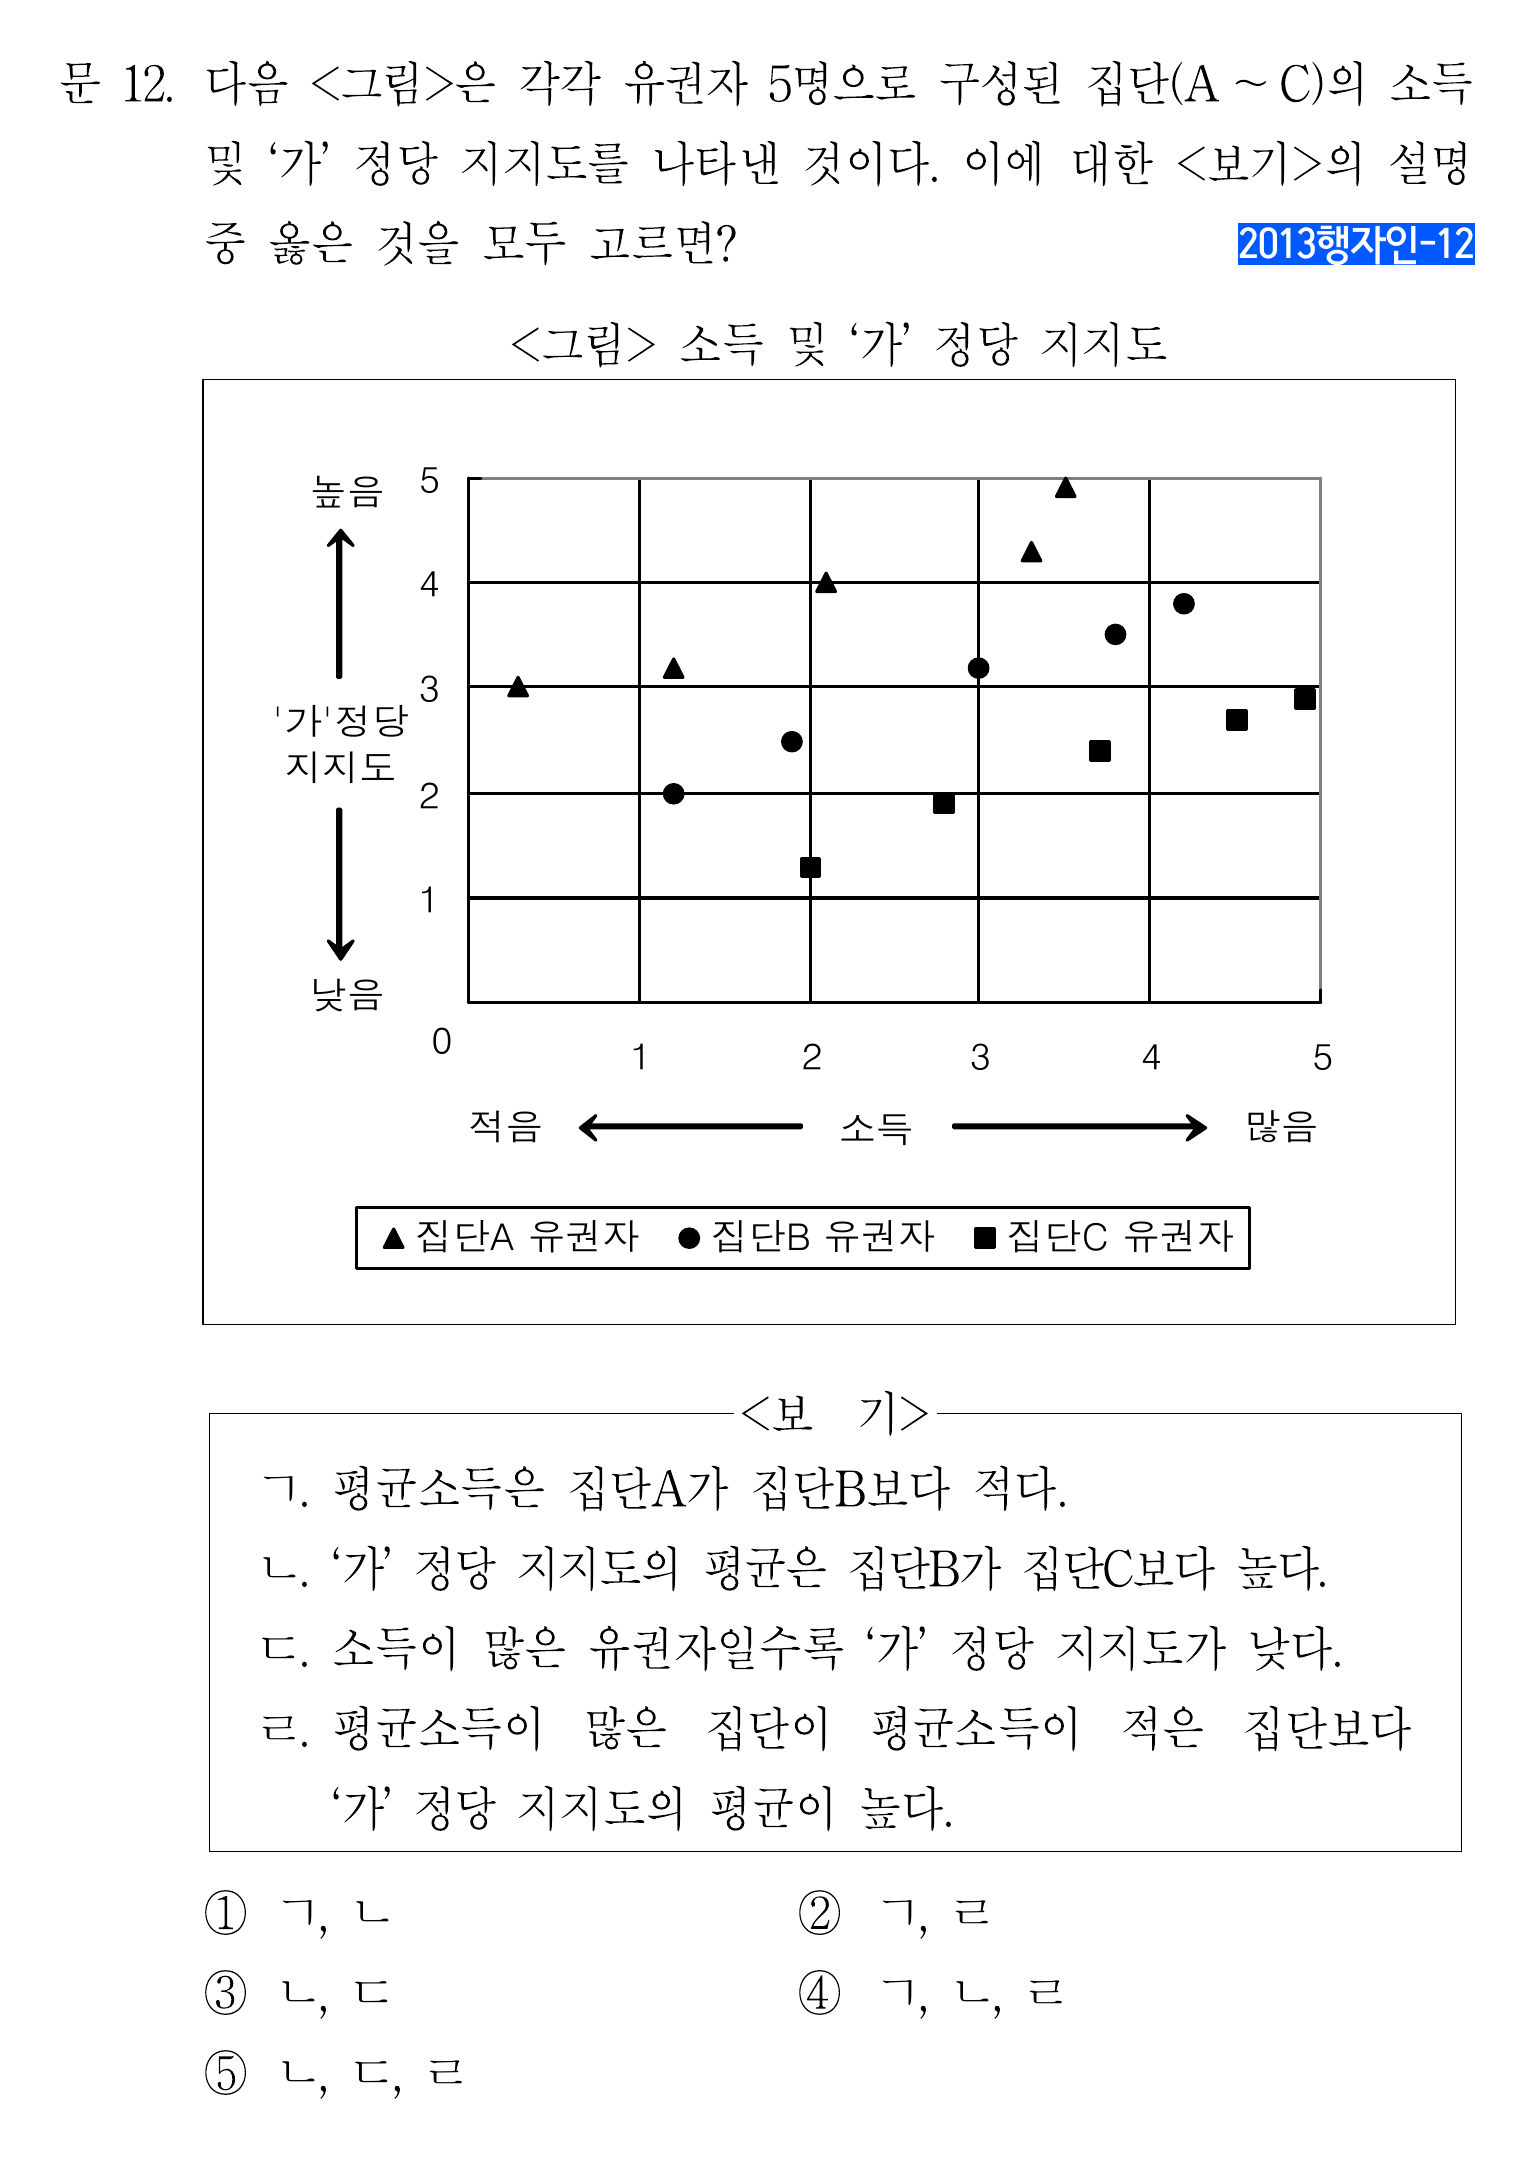 문 12. 다음 <그림>은 각각 유권자 5명으로 구성된 집단(A ~ C)의 소득
및 ‘가’ 정당 지지도를 나타낸 것이다. 이에 대한 <보기>의 설명
중 옳은 것을 모두 고르면?
2013행자인-12
<그림> 소득 및 ‘가’ 정당 지지도
높음
5
4
3
'가'정당
지지도
2
1
낮음
0
1 2 3 4 5
적음 소득 많음
▲집단A 유권자 ●집단B 유권자 ■집단C 유권자
<보 기>
ㄱ. 평균소득은 집단A가 집단B보다 적다.
ㄴ. ‘가’ 정당 지지도의 평균은 집단B가 집단C보다 높다.
ㄷ. 소득이 많은 유권자일수록 ‘가’ 정당 지지도가 낮다.
ㄹ. 평균소득이 많은 집단이 평균소득이 적은 집단보다
‘가’ 정당 지지도의 평균이 높다.
① ㄱ, ㄴ ② ㄱ, ㄹ
③ ㄴ, ㄷ ④ ㄱ, ㄴ, ㄹ
⑤ ㄴ, ㄷ, ㄹ